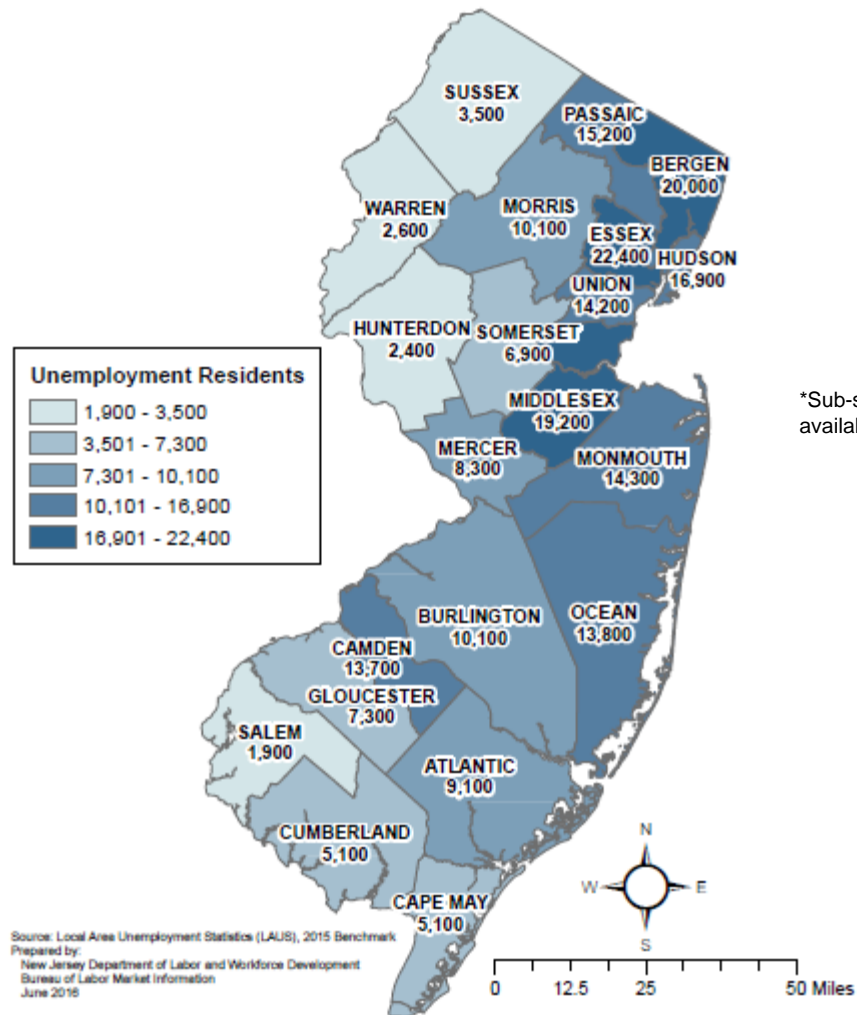 SUSSEX
3,500
PASSAIC
15,200
BERGEN
20,000
WARREN
2,600
MORRIS
10,100
ESSEX
22,400
HUDSON
16,900
UNION
14,200
HUNTERDON
2,400
SOMERSET
6,900
Unemployment Residents
1,900 - 3,500
3,501 - 7,300
7,301 - 10,100
10,101 - 16,900
16,901 - 22,400
MIDDLESEX
19,200
*Sub-s
availab
MERCER
8,300
MONMOUTH
14,300
BURLINGTON
10,100
OCEAN
13,800
CAMDEN
13,700
GLOUCESTER
7,300
SALEM
1,900
ATLANTIC
9,100
CUMBERLAND
5,100
CAPE MAY
5,100
N
W
E
S
Source: Local Area Unemployment Statistics (LAUS), 2015 Benchmark
Prepared by:
New Jersey Department of Labor and Workforce Development
Bureau of Labor Market Information
June 2016
0 12.5 25 50 Miles